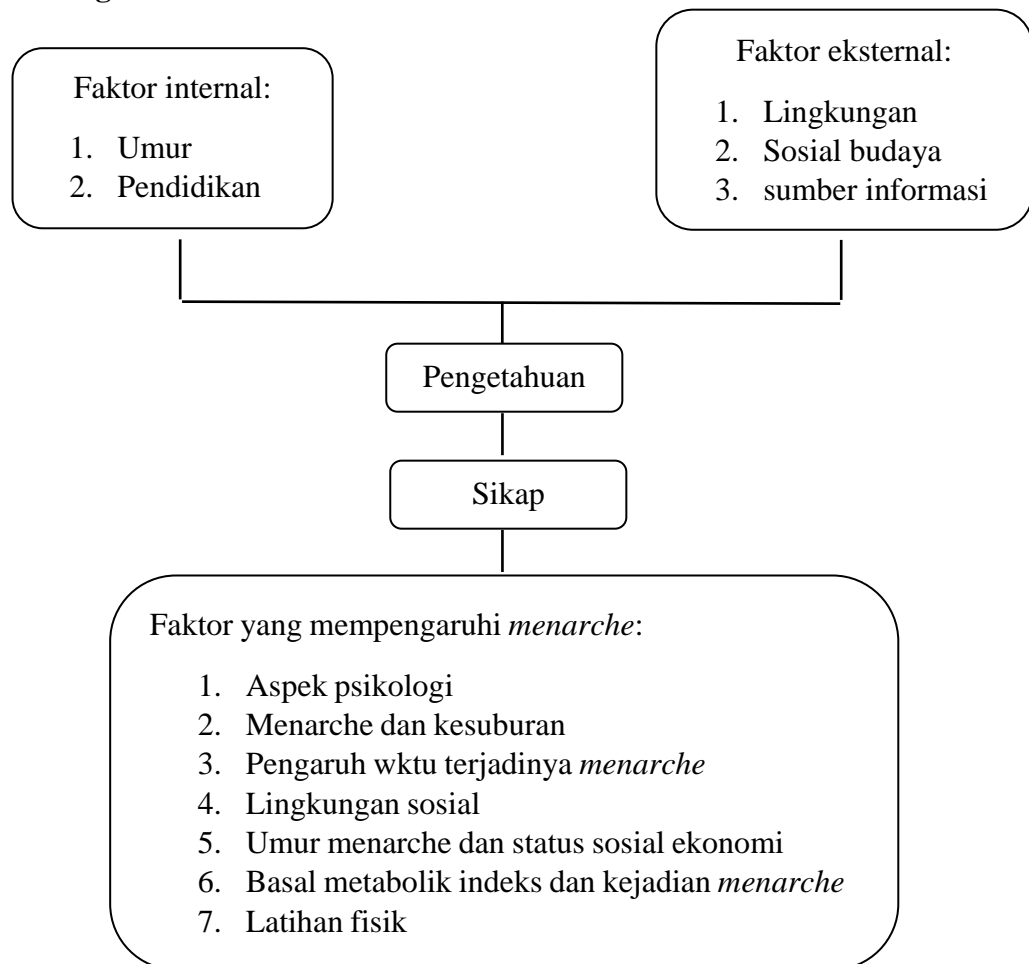 Faktor internal:
1. Umur
2. Pendidikan
Faktor eksternal:
1. Lingkungan
2. Sosial budaya
3. sumber informasi
Pengetahuan
Sikap
Faktor yang mempengaruhi menarche:
1. Aspek psikologi
2. Menarche dan kesuburan
3. Pengaruh wktu terjadinya menarche
4. Lingkungan sosial
5. Umur menarche dan status sosial ekonomi
6. Basal metabolik indeks dan kejadian menarche
7. Latihan fisik